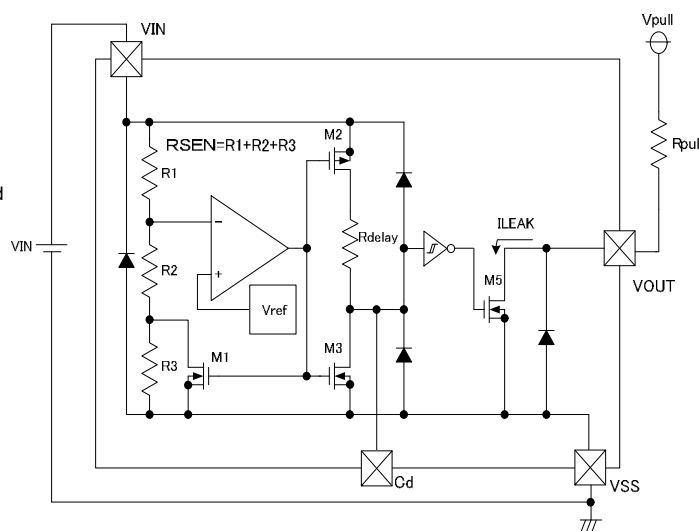 Vpull
VIN
RSEN=R1+R2+R3
M2
Rpul
R1
d
−
Rdelay
ILEAK
VIN
R2
+
Vref
M5
VOUT
R3
M1
M3
Cd
VSS